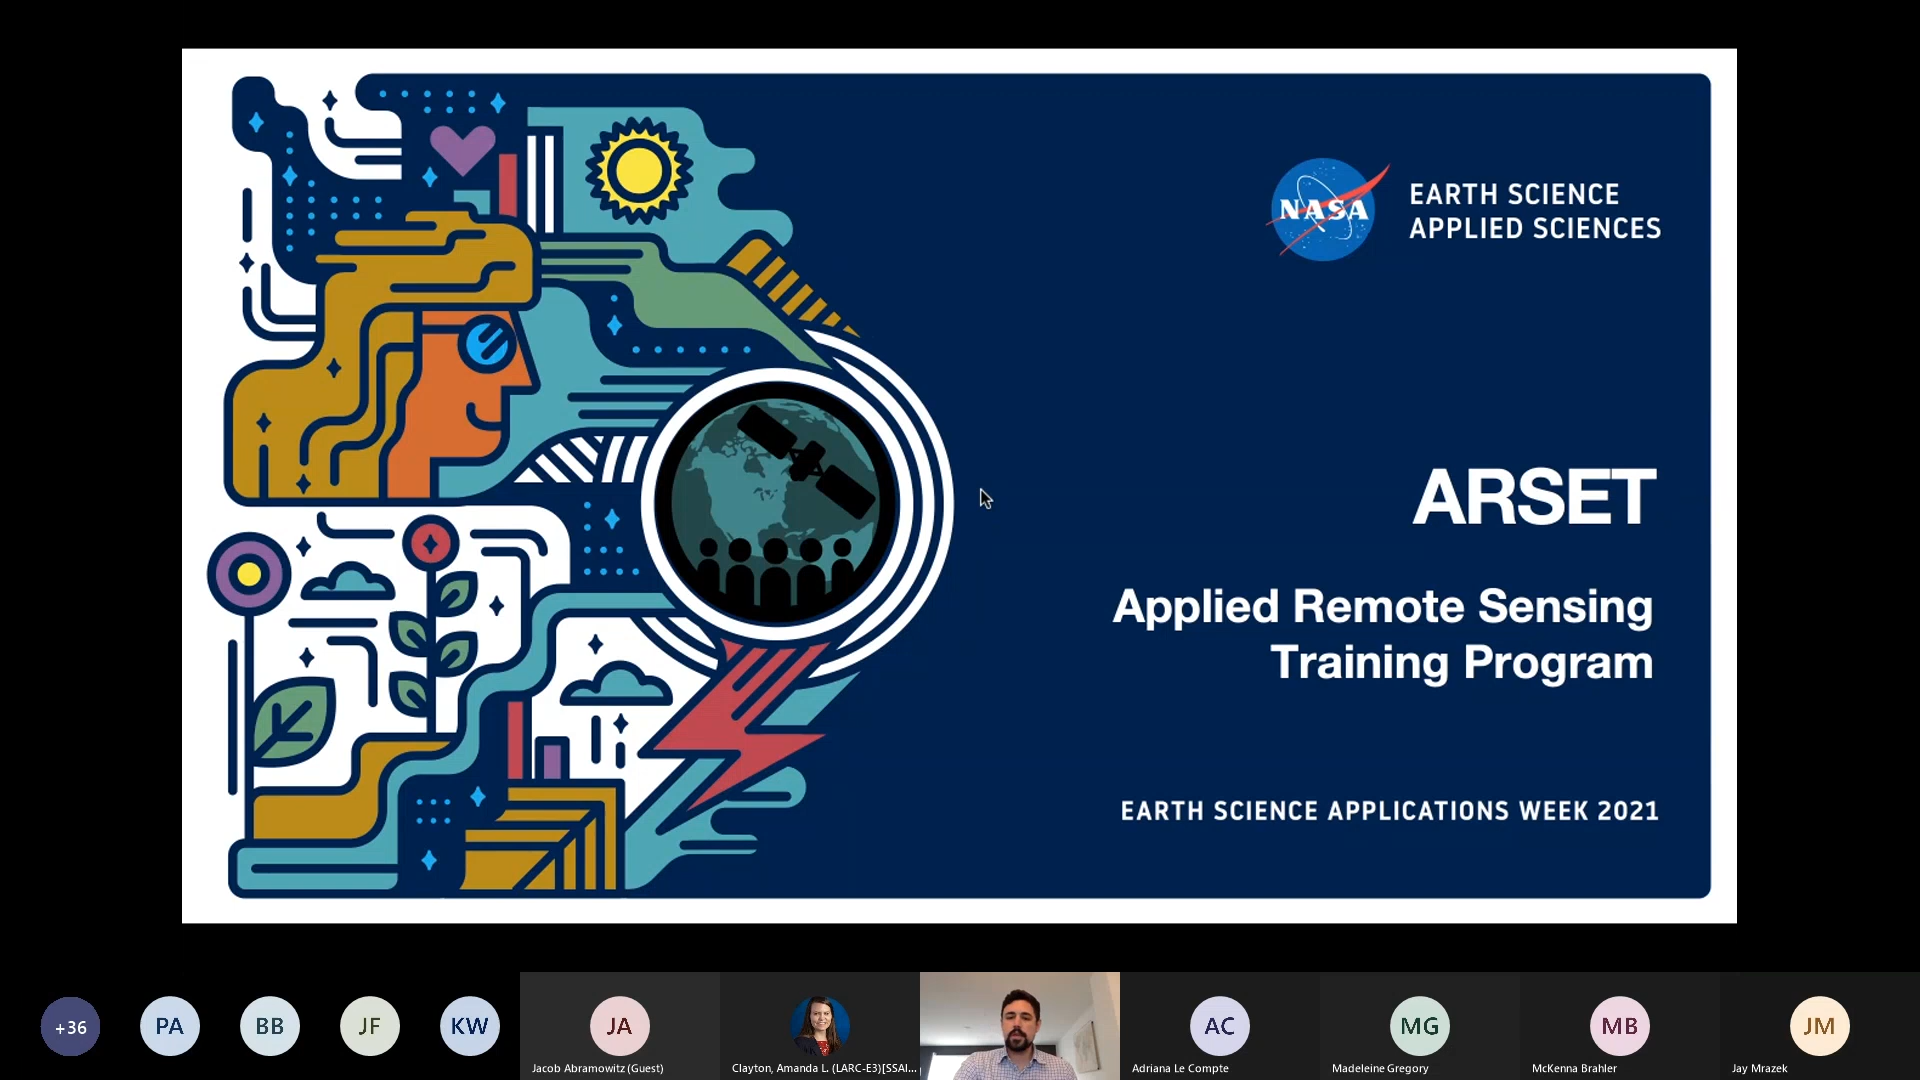 NASA
EARTH SCIENCE
APPLIED SCIENCES
ARSET
Applied Remote Sensing
Training Program
EARTH SCIENCE APPLICATIONS WEEK 2021
+36
PA
BB
JF
KW
JA
AC
MG
MB
JM
Jacob Abramowitz (Guest)
Clayton, Amanda L. (LARC-E3)[SSAI...
Adriana Le Compte
Madeleine Gregory
McKenna Brahler
Jay Mrazek